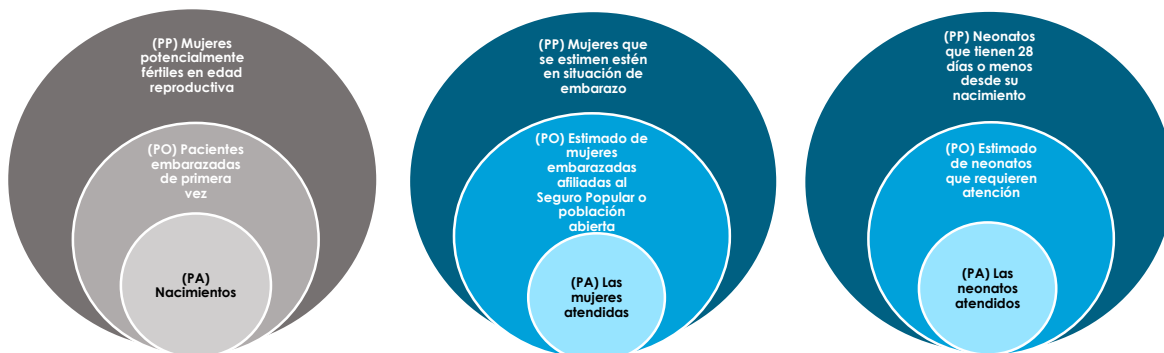 (PP) Mujeres
potencialmente
fértiles en edad
reproductiva
(PO) Pacientes
embarazadas
de primera
vez
(PA)
Nacimientos
(PP) Mujeres que
se estimen estén
en situación de
embarazo
(PO) Estimado de
mujeres
embarazadas
afiliadas al
Seguro Popular o
población
abierta
(PA) Las
mujeres
atendidas
(PP) Neonatos
que tienen 28
días o menos
desde su
nacimiento
(PO) Estimado
de neonatos
que requieren
atención
(PA) Las
neonatos
atendidos